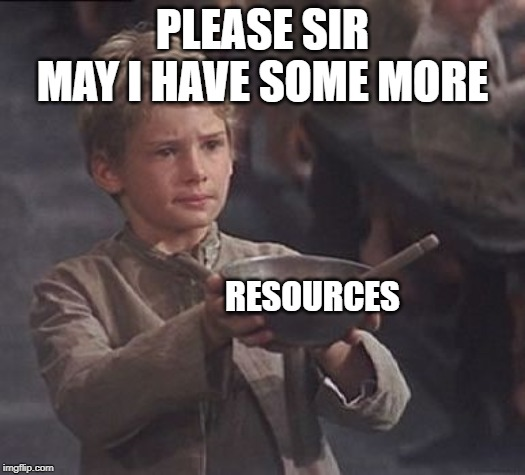 PLEASE SIR
MAY I HAVE SOME MORE
RESOURCES
imgflip.com